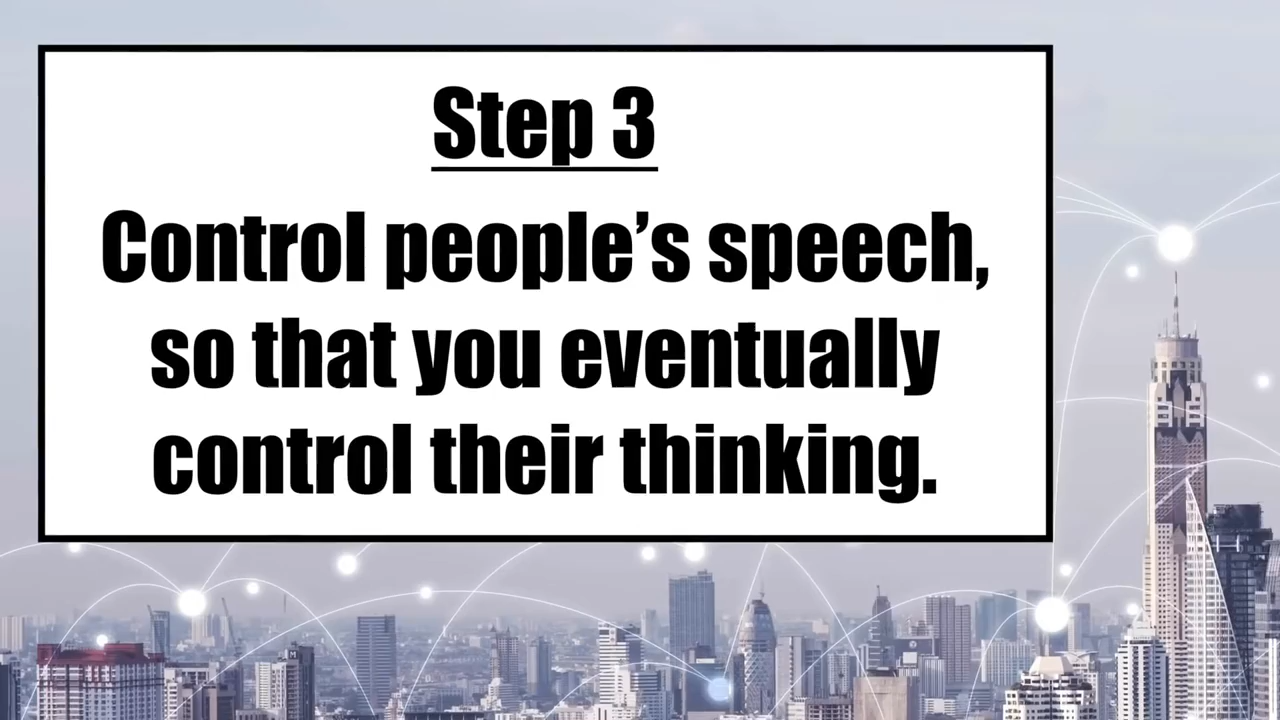 Step 3
Control people’s speech,
so that you eventually
control their thinking.